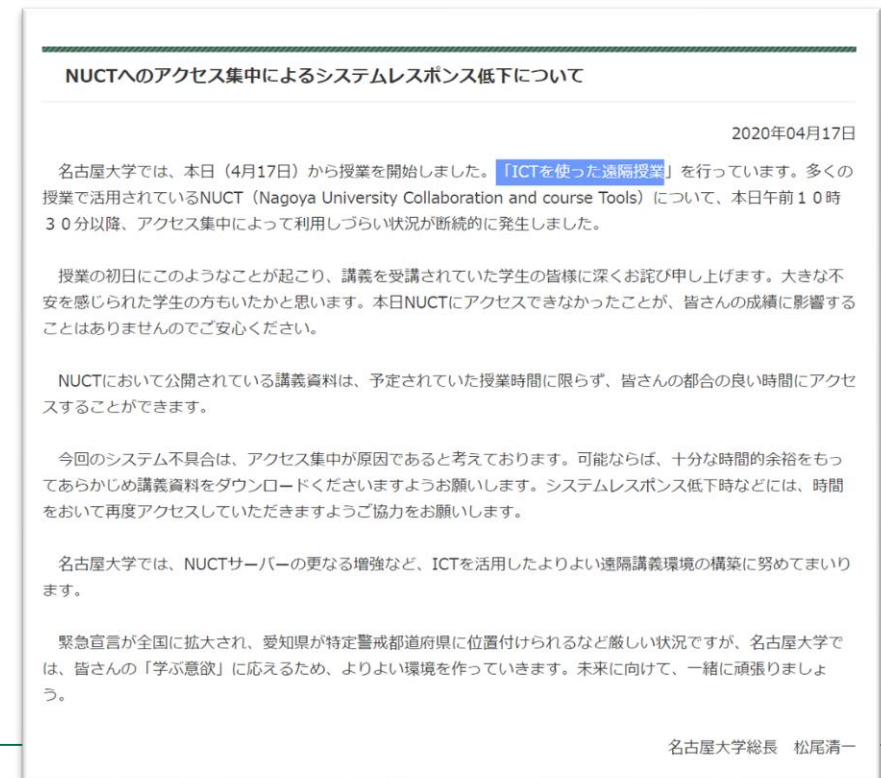 NUCTへのアクセス集中によるシステムレスポンス低下について
2020年04月17日
名古屋大学では、本日（4月17日）から授業を開始しました。「ICTを使った遠隔授業」を行っています。多くの
授業で活用されているNUCT（Nagoya University Collaboration and course Tools）について、本日午前１０時
３０分以降、アクセス集中によって利用しづらい状況が断続的に発生しました。
授業の初日にこのようなことが起こり、講義を受講されていた学生の皆様に深くお詫び申し上げます。大きな不
安を感じられた学生の方もいたかと思います。本日NUCTにアクセスできなかったことが、皆さんの成績に影響する
ことはありませんのでご安心ください。
NUCTにおいて公開されている講義資料は、予定されていた授業時間に限らず、皆さんの都合の良い時間にアクセ
スすることができます。
今回のシステム不具合は、アクセス集中が原因であると考えております。可能ならば、十分な時間的余裕をもっ
てあらかじめ講義資料をダウンロードくださいますようお願いします。システムレスポンス低下時などには、時間
をおいて再度アクセスしていただきますようご協力をお願いします。
名古屋大学では、NUCTサーバーの更なる増強など、ICTを活用したよりよい遠隔講義環境の構築に努めてまいり
ます。
緊急宣言が全国に拡大され、愛知県が特定警戒都道府県に位置付けられるなど厳しい状況ですが、名古屋大学で
は、皆さんの「学ぶ意欲」に応えるため、よりよい環境を作っていきます。未来に向けて、一緒に頑張りましょ
う。
名古屋大学総長　松尾清一